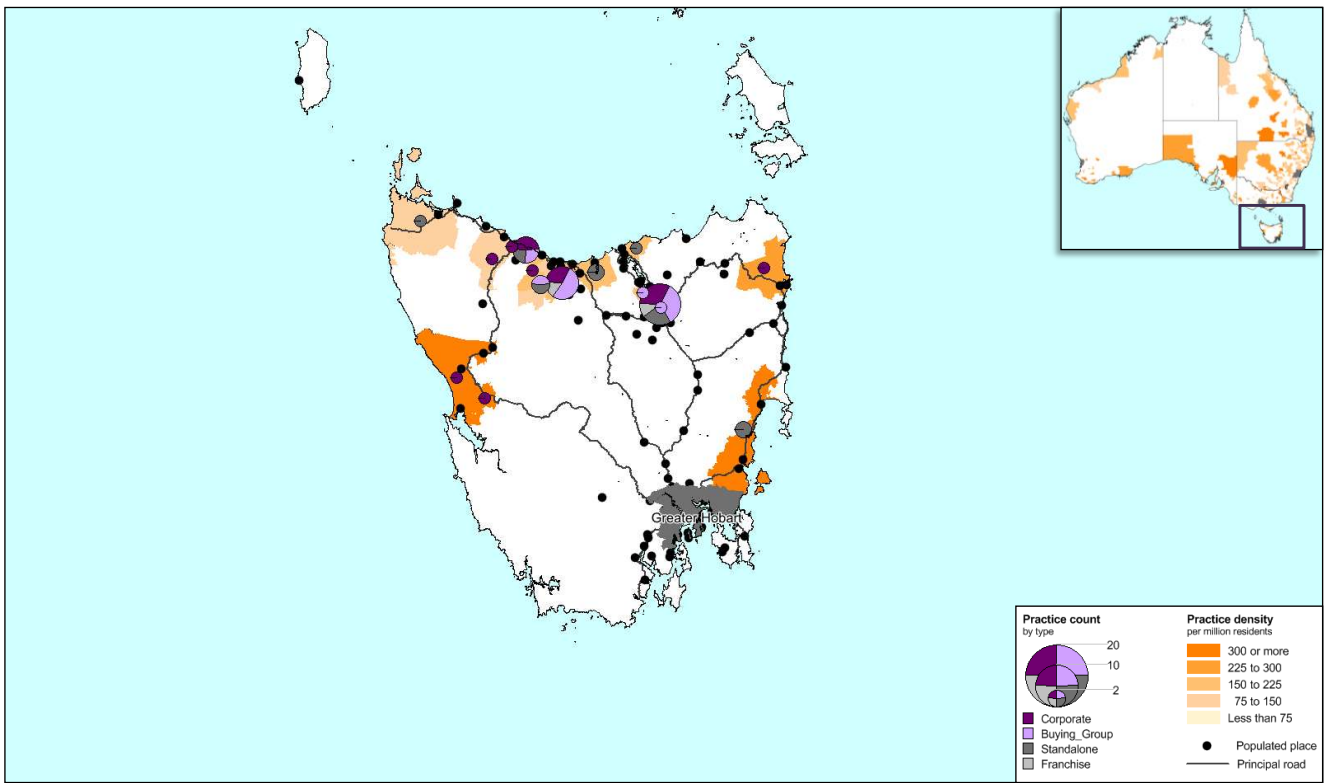 Greater Hobart
Practice count
by type
20
10
2
Corporate
Buying_Group
Standalone
Franchise
Practice density
per million residents
300 or more
225 to 300
150 to 225
75 to 150
Less than 75
Populated place
Principal road